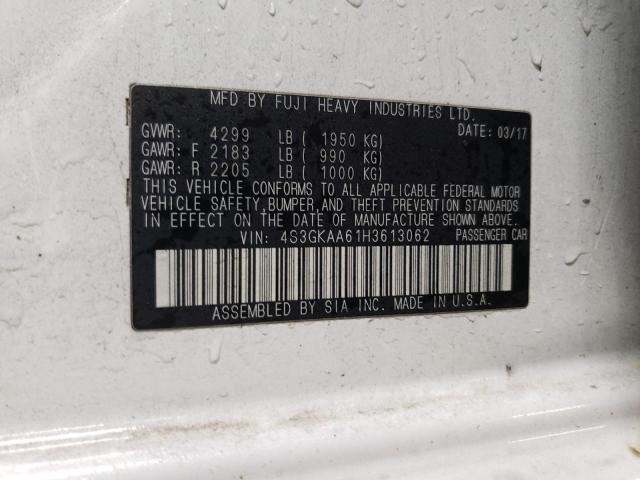 MFD BY FUJI HEAVY INDUSTRIES LTD.
GVWR: 4299 LB ( 1950 KG) DATE: 03/17
GAWR: F 2183 LB ( 990 KG)
GAWR: R 2205 LB ( 1000 KG)
THIS VEHICLE CONFORMS TO ALL APPLICABLE FEDERAL MOTOR
VEHICLE SAFETY, BUMPER, AND THEFT PREVENTION STANDARDS
IN EFFECT ON THE DATE OF MANUFACTURE SHOWN ABOVE.
VIN: 4S3GKAA61H3613062 PASSENGER CAR
ASSEMBLED BY SIA INC. MADE IN U.S.A.